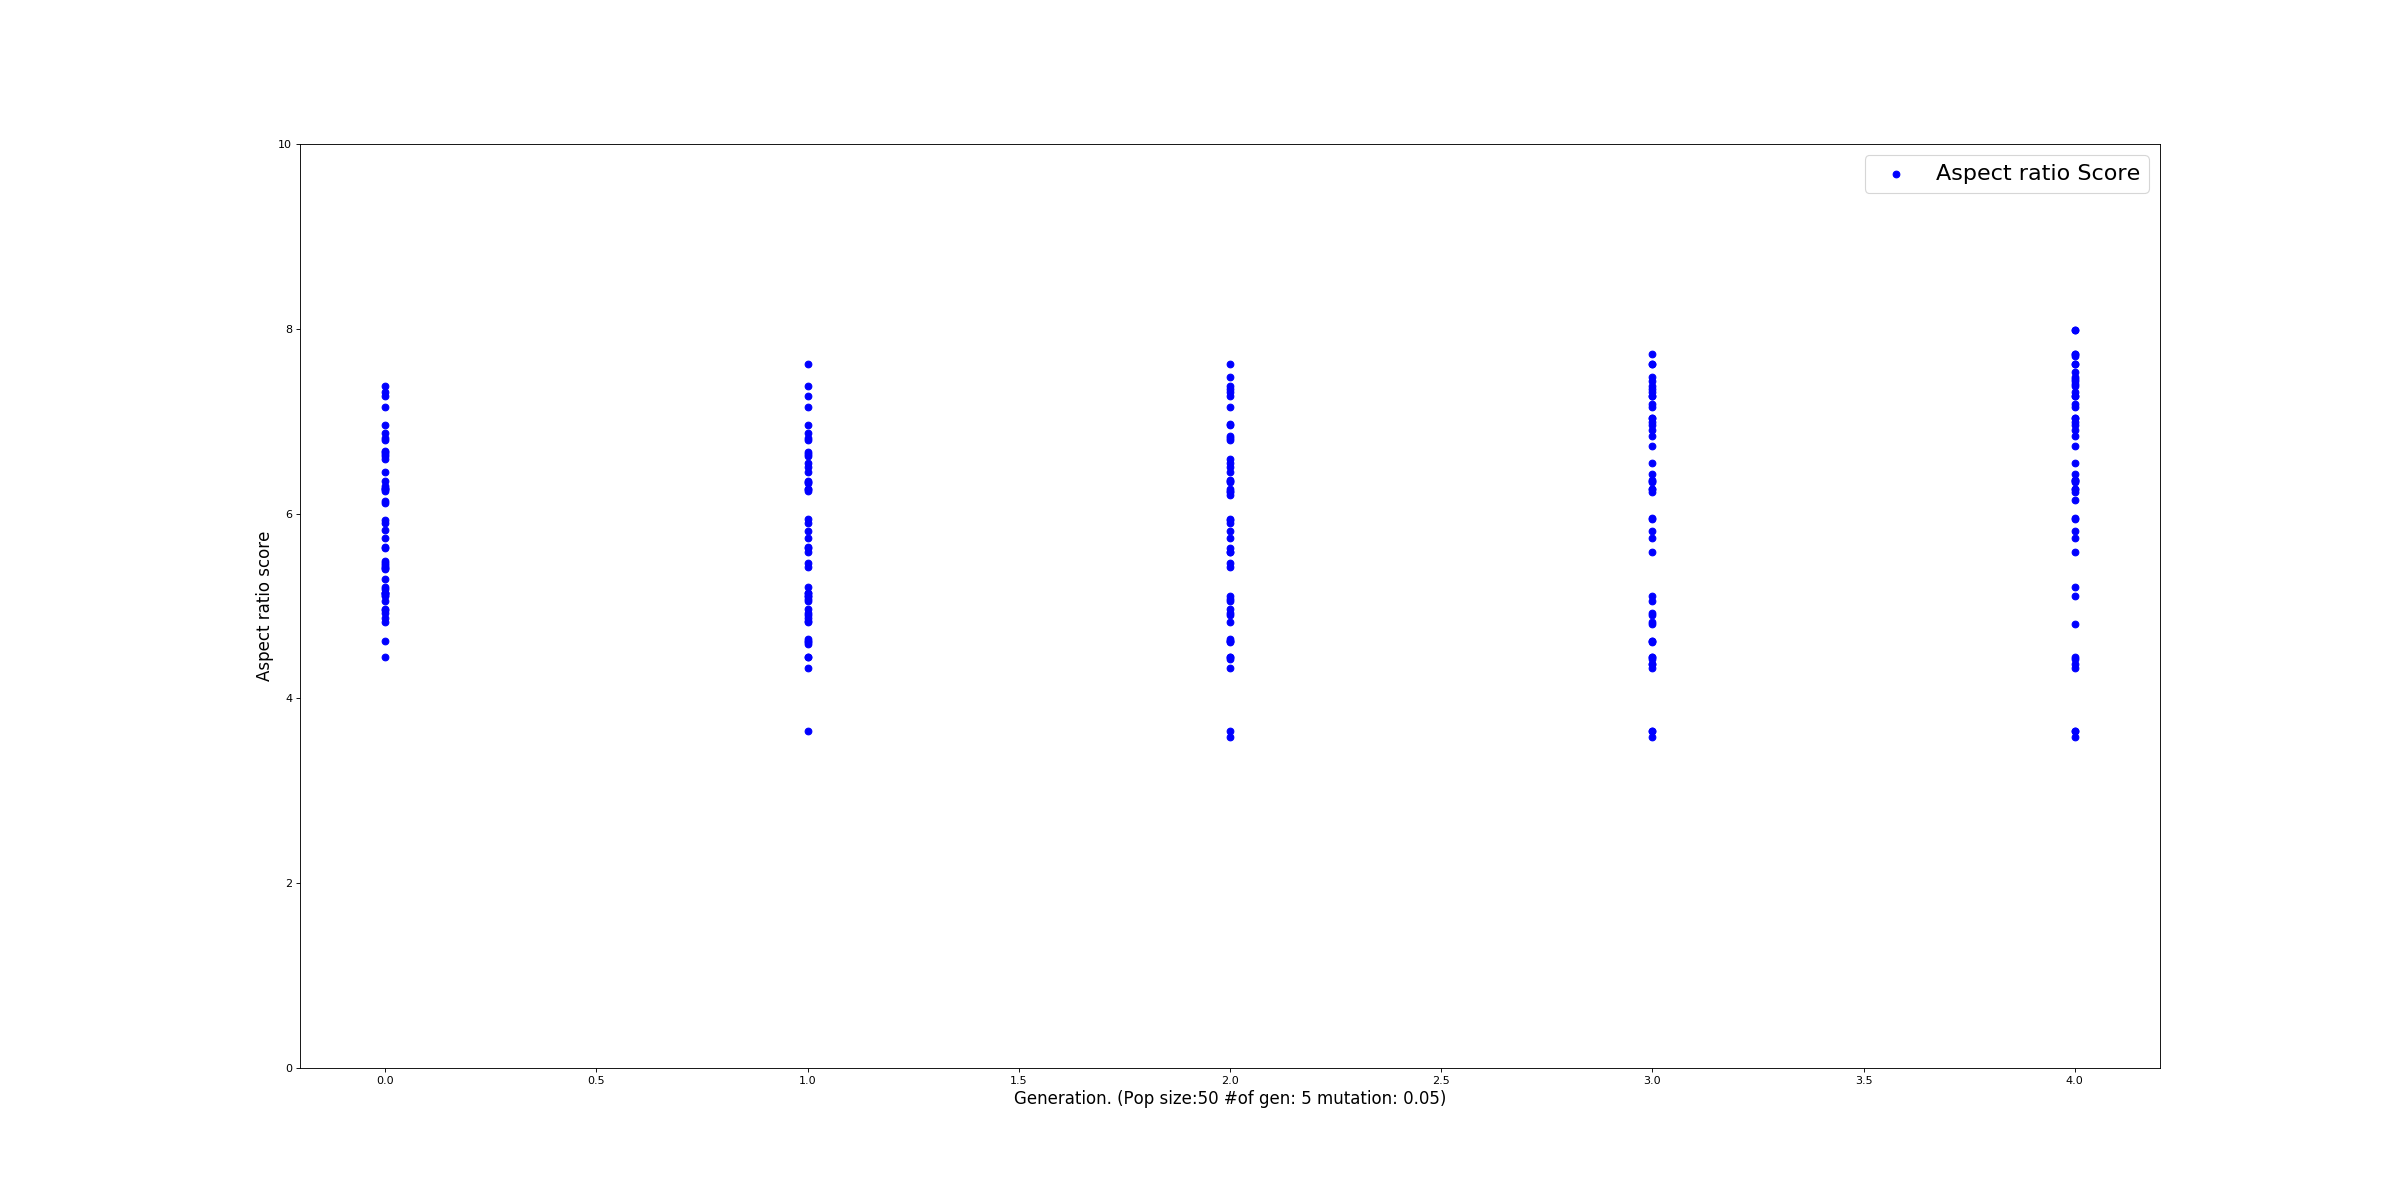 10
Aspect ratio Score
8
6
Aspect ratio score
4
2
0
0.0 0.5 1.0 1.5 2.0 2.5 3.0 3.5 4.0
Generation. (Pop size:50 #of gen: 5 mutation: 0.05)